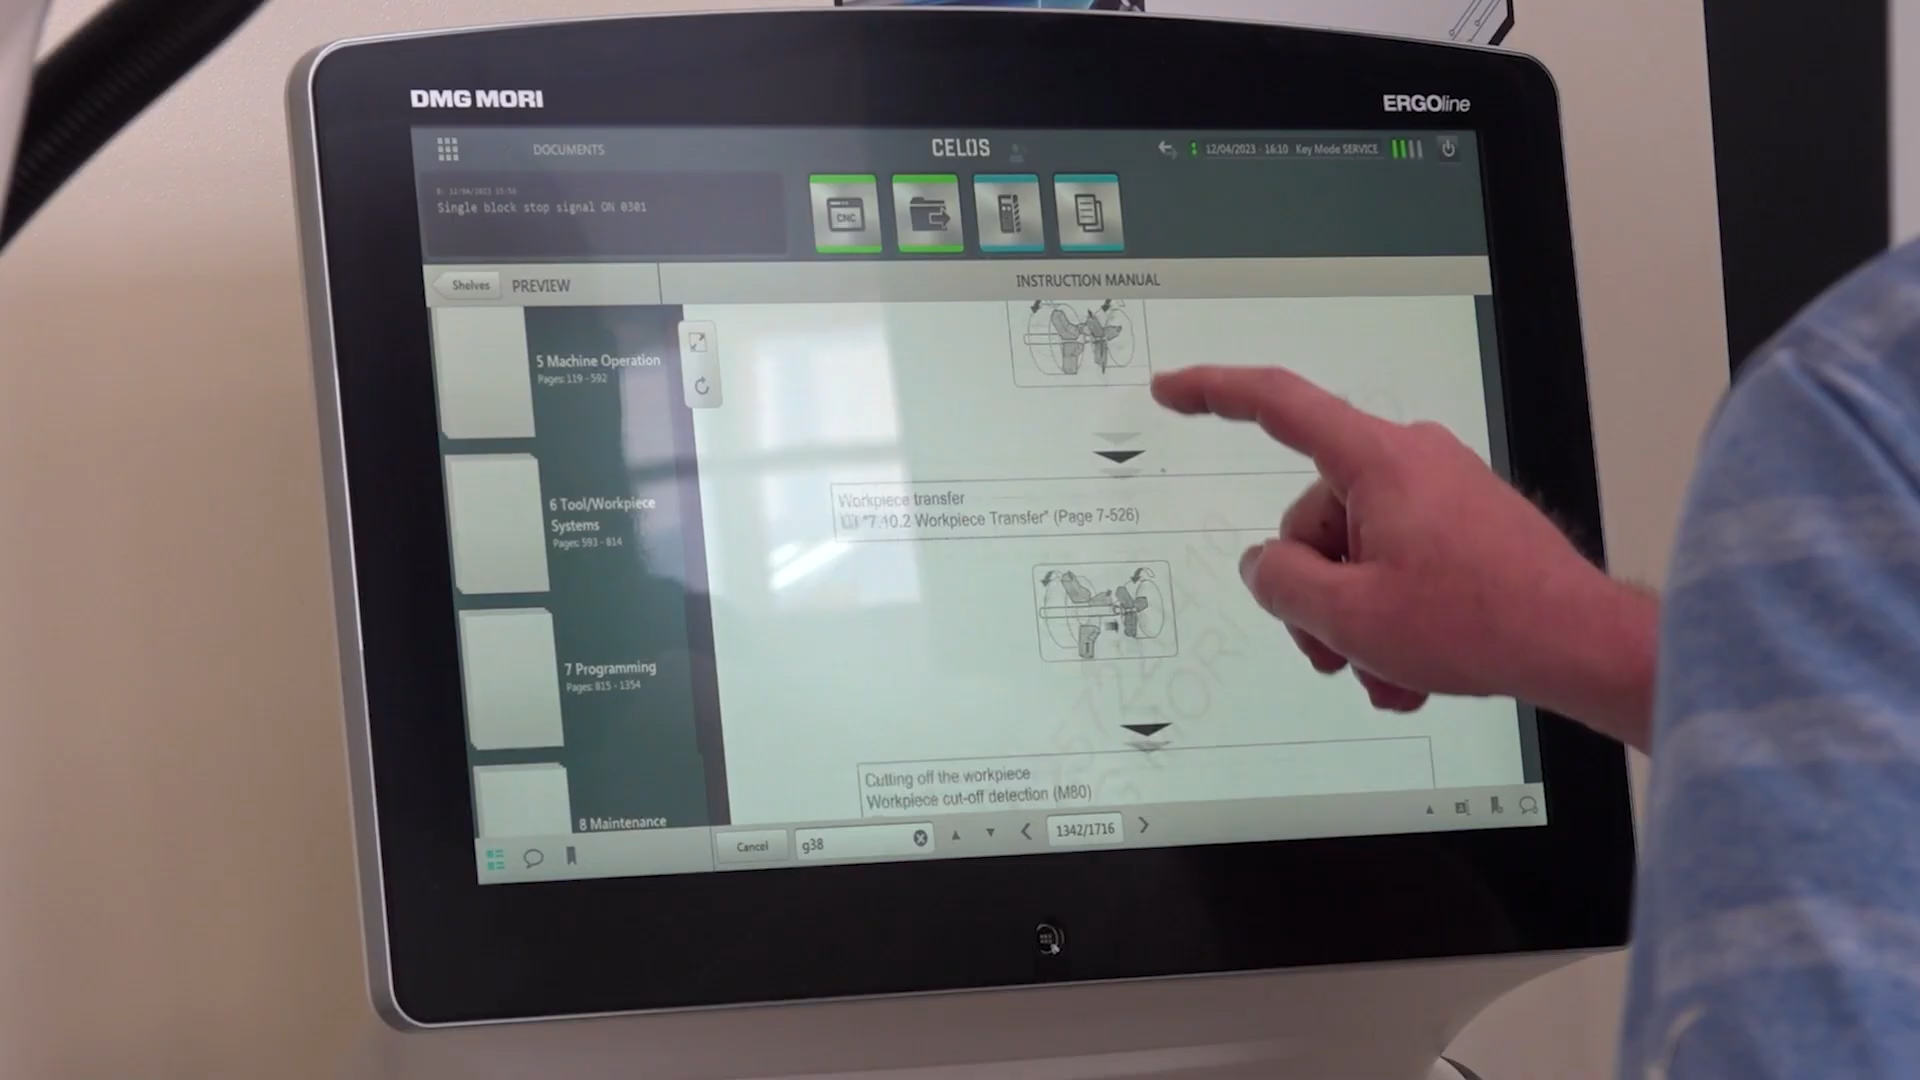 DMG MORI
ERGOline
DOCUMENTS
CELOS
12/04/2023 - 16:10 Key Mode SERVICE
Single block stop signal ON 0301
CNC
Shelves
PREVIEW
INSTRUCTION MANUAL
5 Machine Operation
Pages: 119 - 592
6 Tool/Workpiece
Systems
Pages: 593 - 814
7 Programming
Pages: 815 - 1354
8 Maintenance
Workpiece transfer
"7.10.2 Workpiece Transfer" (Page 7-526)
Cutting off the workpiece
Workpiece cut-off detection (M80)
Cancel
g38
1342/1716